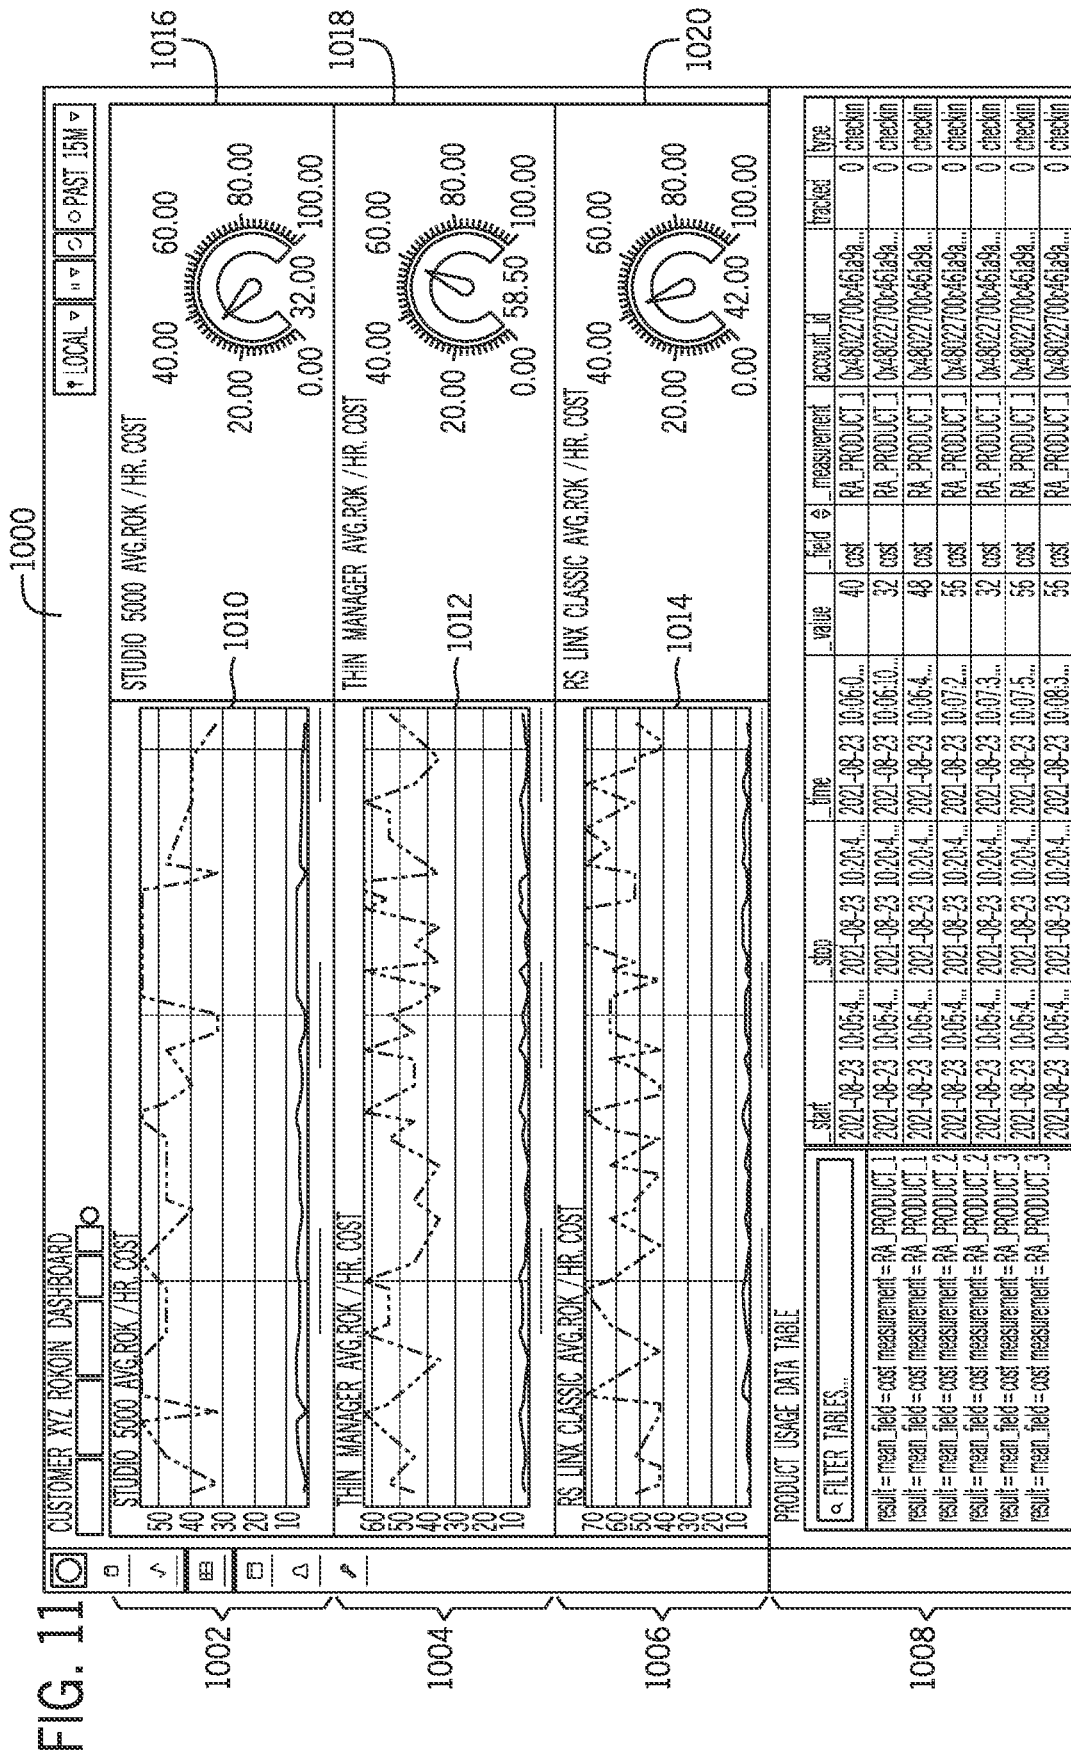 FIG. 11
1000
CUSTOMER XYZ ROKOIN DASHBOARD
LOCAL
PAST 15M
1002
STUDIO 5000 AVG.ROK /HR. COST
50
40
30
20
10
1010
STUDIO 5000 AVG.ROK /HR. COST
0.00
20.00
40.00
60.00
80.00
100.00
32.00
1016
1004
THIN MANAGER AVG.ROK /HR. COST
60
50
40
30
20
10
1012
THIN MANAGER AVG.ROK /HR. COST
0.00
20.00
40.00
60.00
80.00
100.00
58.50
1018
1006
RS LINX CLASSIC AVG.ROK /HR. COST
70
60
50
40
30
20
10
1014
RS LINX CLASSIC AVG.ROK /HR. COST
0.00
20.00
40.00
60.00
80.00
100.00
42.00
1020
1008
PRODUCT USAGE DATA TABLE
FILTER TABLES...
result=mean_field=cost measurement=RA_PRODUCT_1
result=mean_field=cost measurement=RA_PRODUCT_1
result=mean_field=cost measurement=RA_PRODUCT_2
result=mean_field=cost measurement=RA_PRODUCT_2
result=mean_field=cost measurement=RA_PRODUCT_3
result=mean_field=cost measurement=RA_PRODUCT_3
_start _stop _time _value _field _measurement account_id tracked type
2021-08-23 10:05:4... 2021-08-23 10:20:4... 2021-08-23 10:06:0... 40 cost RA_PRODUCT_1 0x48022700c461a9a... 0 checkin
2021-08-23 10:05:4... 2021-08-23 10:20:4... 2021-08-23 10:06:10... 32 cost RA_PRODUCT_1 0x48022700c461a9a... 0 checkin
2021-08-23 10:05:4... 2021-08-23 10:20:4... 2021-08-23 10:06:4... 48 cost RA_PRODUCT_1 0x48022700c461a9a... 0 checkin
2021-08-23 10:05:4... 2021-08-23 10:20:4... 2021-08-23 10:07:2... 56 cost RA_PRODUCT_1 0x48022700c461a9a... 0 checkin
2021-08-23 10:05:4... 2021-08-23 10:20:4... 2021-08-23 10:07:3... 32 cost RA_PRODUCT_1 0x48022700c461a9a... 0 checkin
2021-08-23 10:05:4... 2021-08-23 10:20:4... 2021-08-23 10:07:5... 56 cost RA_PRODUCT_1 0x48022700c461a9a... 0 checkin
2021-08-23 10:05:4... 2021-08-23 10:20:4... 2021-08-23 10:08:3... 56 cost RA_PRODUCT_1 0x48022700c461a9a... 0 checkin